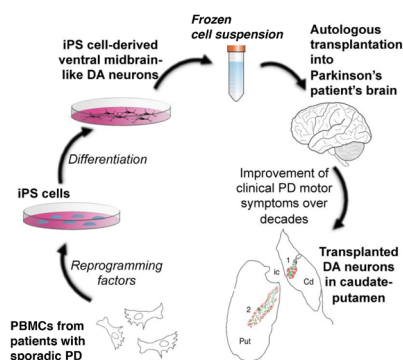 PBMCs from
patients with
sporadic PD
Reprogramming
factors
iPS cells
Differentiation
iPS cell-derived
ventral midbrain-
like DA neurons
Frozen
cell suspension
Autologous
transplantation
into
Parkinson's
patient's brain
Improvement of
clinical PD motor
symptoms over
decades
Transplanted
DA neurons
in caudate-
putamen
1
ic
Cd
2
Put